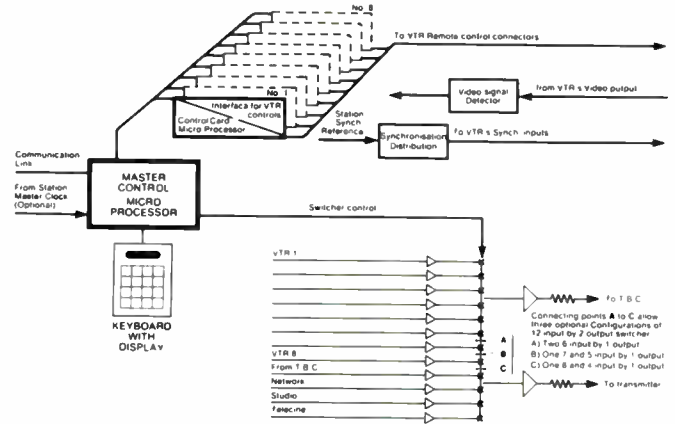 No 8
To VTR Remote control connectors
No
Interface for VTR
controls
Control Card
Micro Processor
Video signal
Detector
from VTR s Video output
Station
Synch
Reference
Synchronisation
Distribution
To VTR s Synch inputs
Communication
Link
From Station
Master Clock
(Optional)
MASTER
CONTROL
MICRO
PROCESSOR
Switcher control
KEYBOARD
WITH
DISPLAY
VTR 1
VTR 8
From T B C
Network
Studio
Telecine
A
B
C
To T B C
Connecting points A to C allow
three optional Configurations of
12 input by 2 output switcher
A) Two 6 input by 1 output
B) One 7 and 5 input by 1 output
C) One 8 and 4 input by 1 output
To transmitter